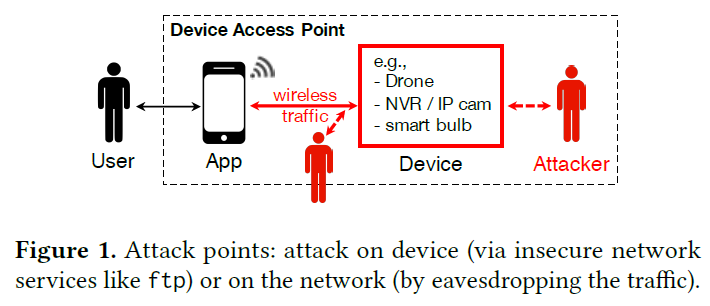 Device Access Point
e.g.,
- Drone
- NVR / IP cam
- smart bulb
wireless
traffic
User
App
Device
Attacker
Figure 1. Attack points: attack on device (via insecure network
services like ftp) or on the network (by eavesdropping the traffic).